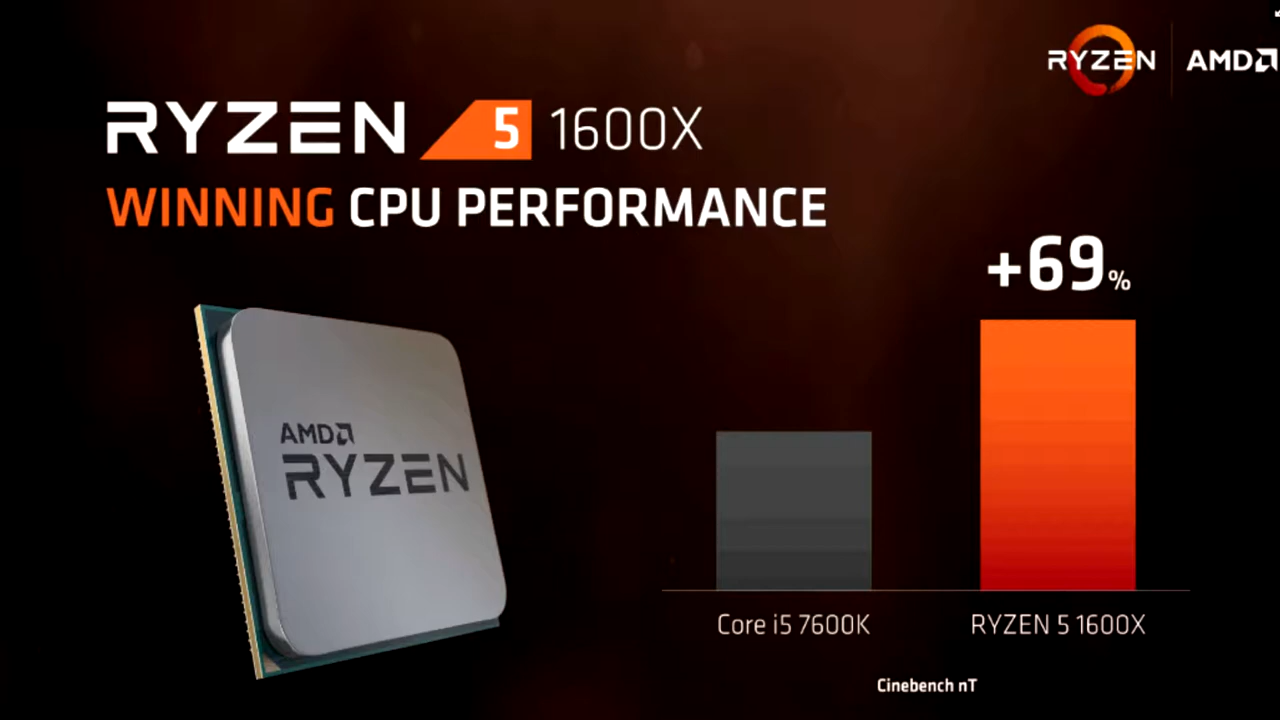 RYZEN AMD
RYZEN 5 1600X
WINNING CPU PERFORMANCE
+69%
AMD
RYZEN
Core i5 7600K
RYZEN 5 1600X
Cinebench nT